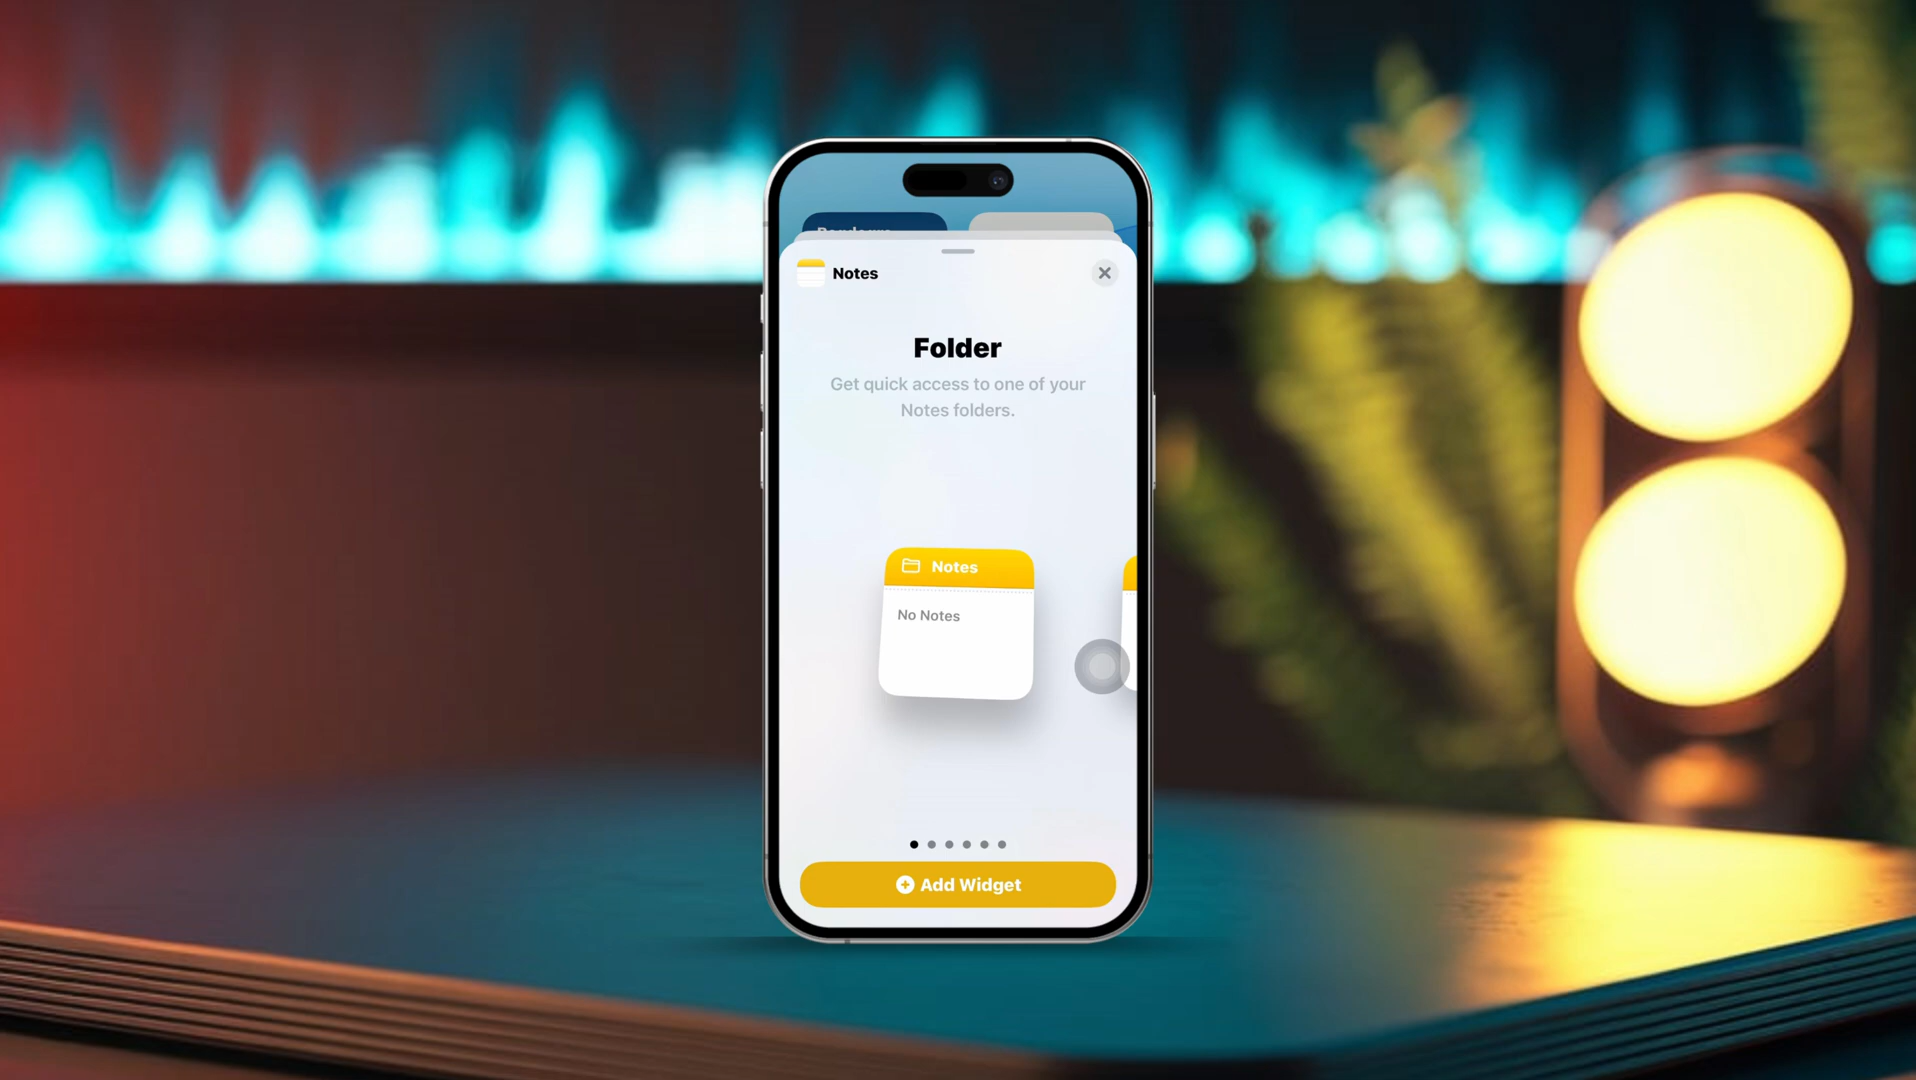 Notes
Folder
Get quick access to one of your
Notes folders.
Notes
No Notes
Add Widget